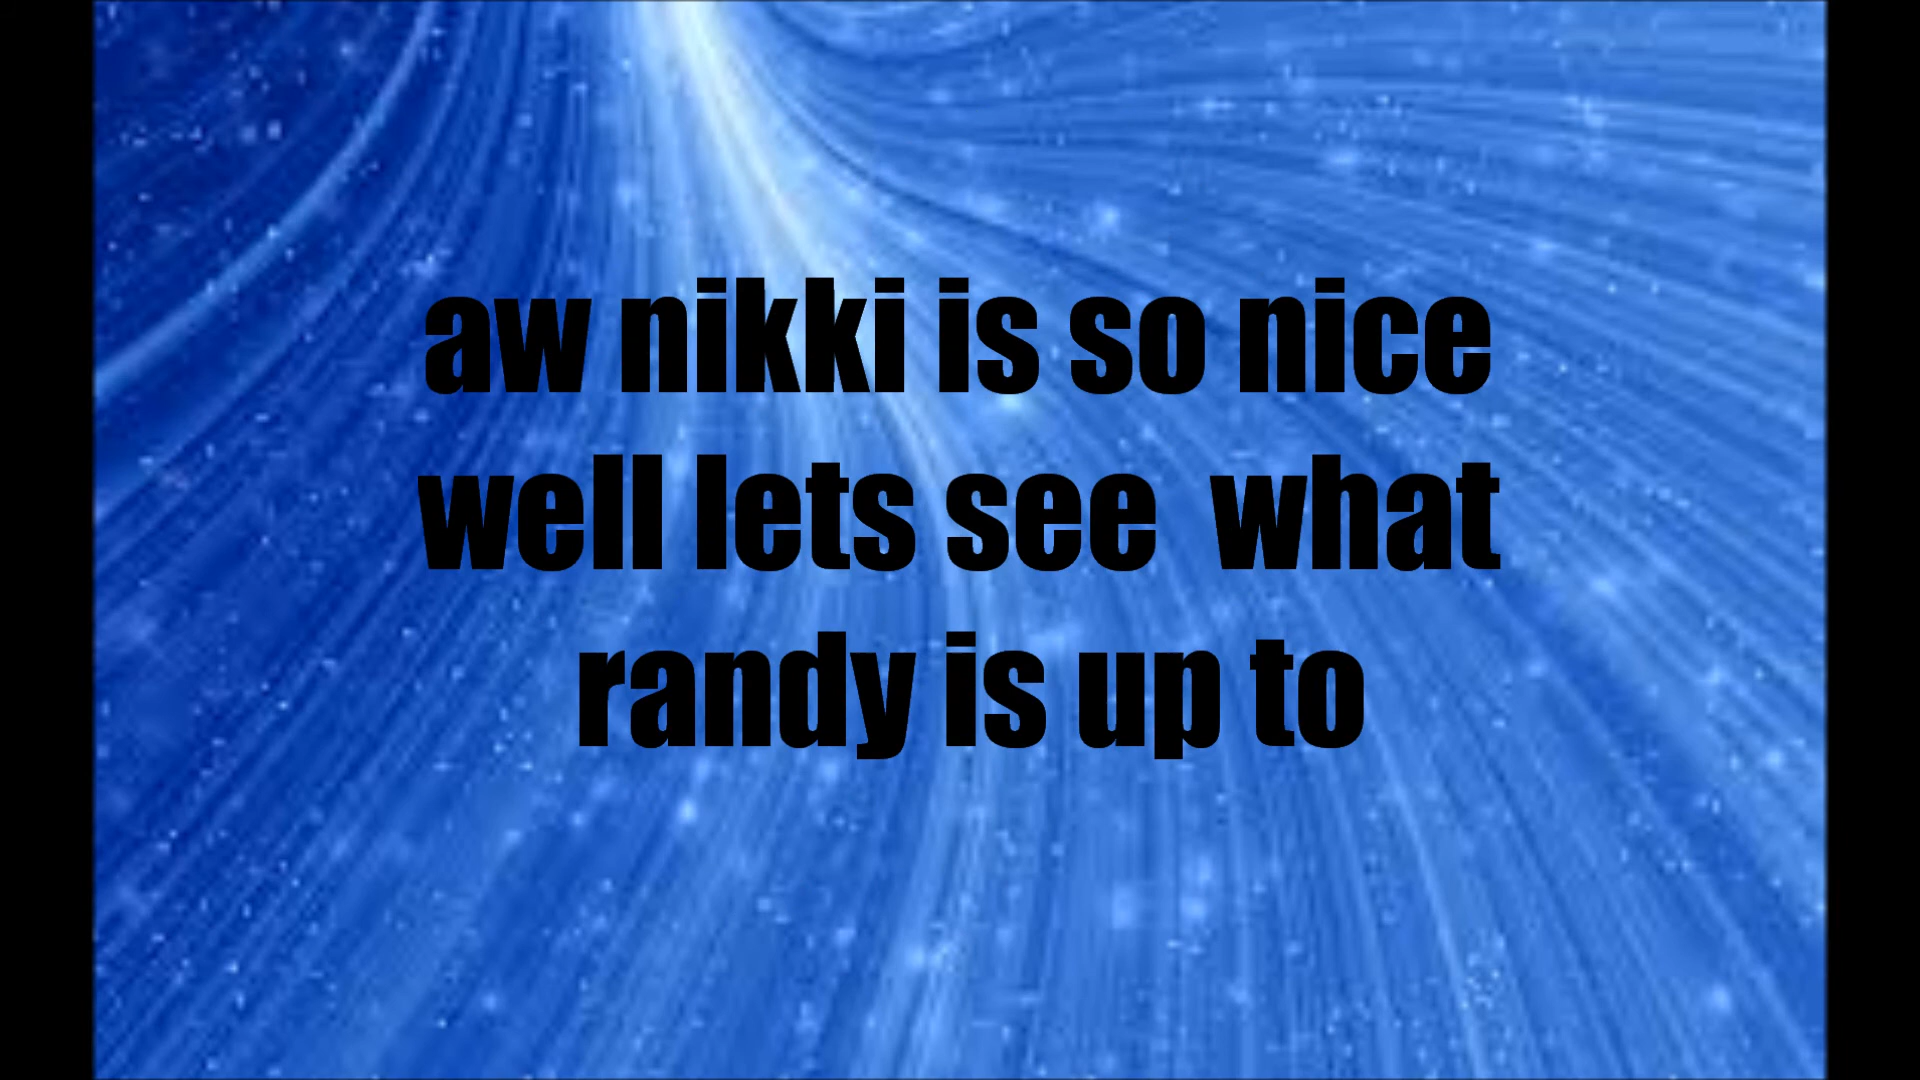 aw nikki is so nice
well lets see  what
randy is up to